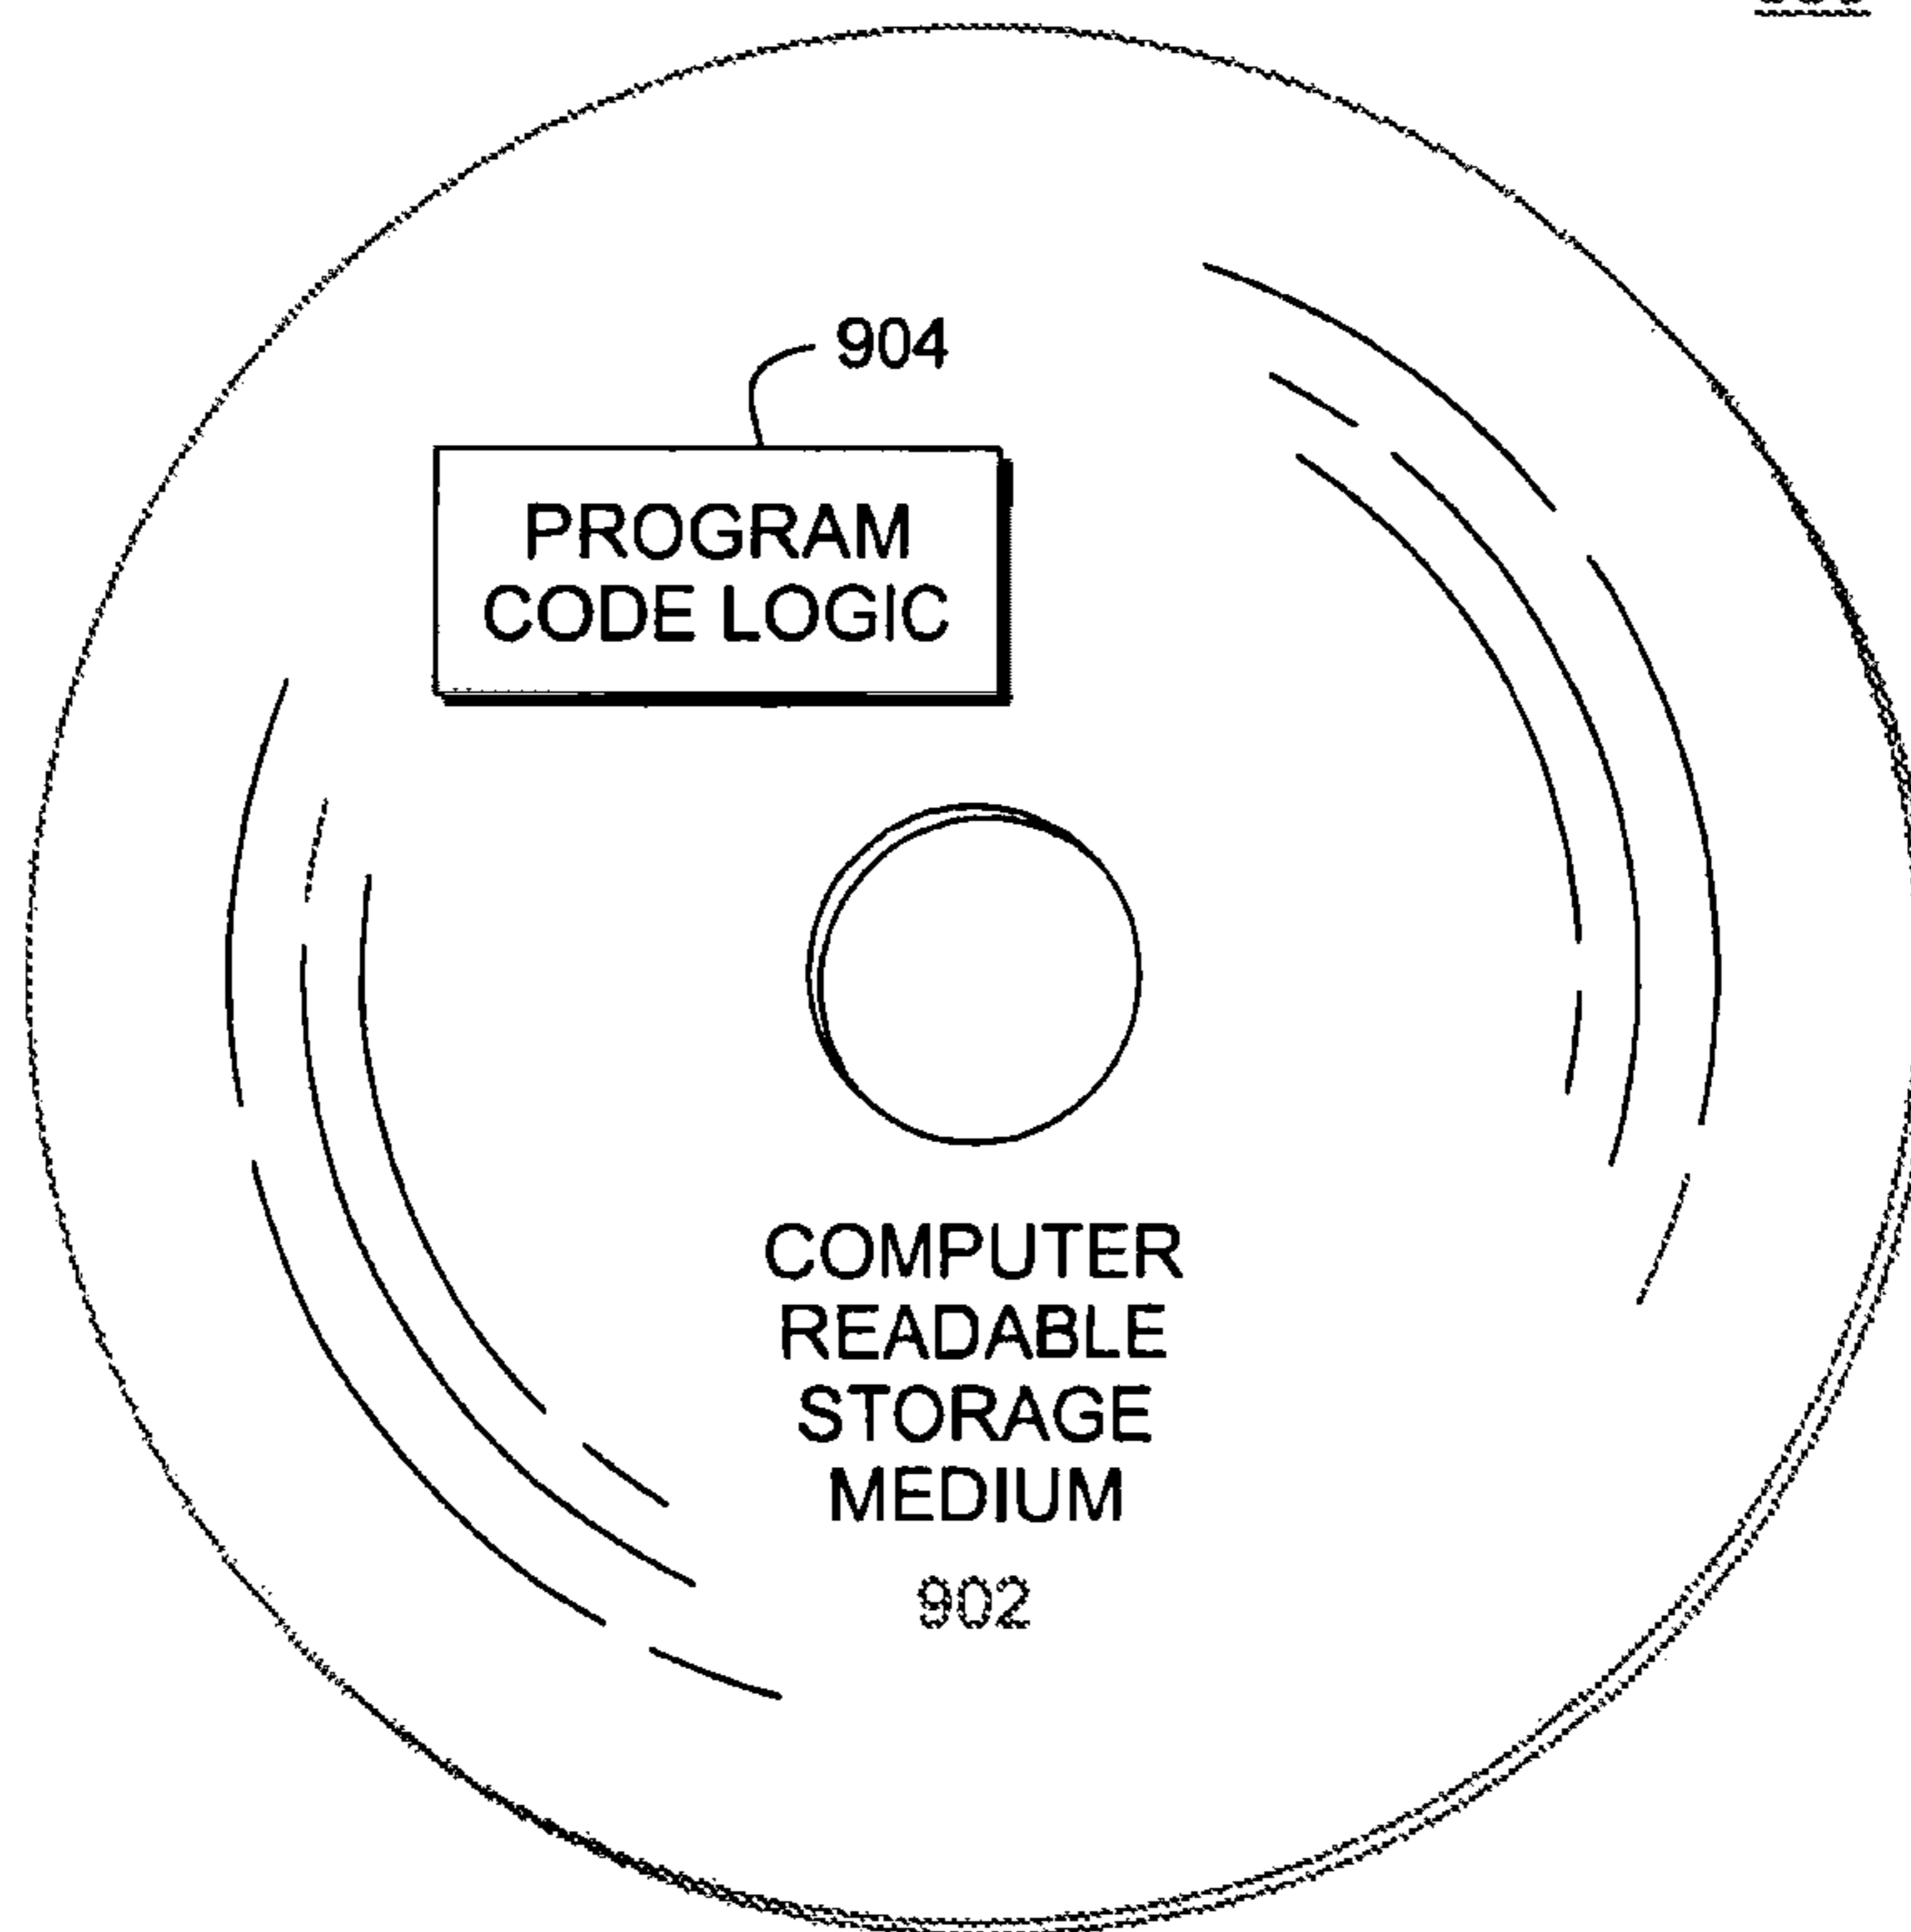 904
PROGRAM
CODE LOGIC
COMPUTER
READABLE
STORAGE
MEDIUM
902